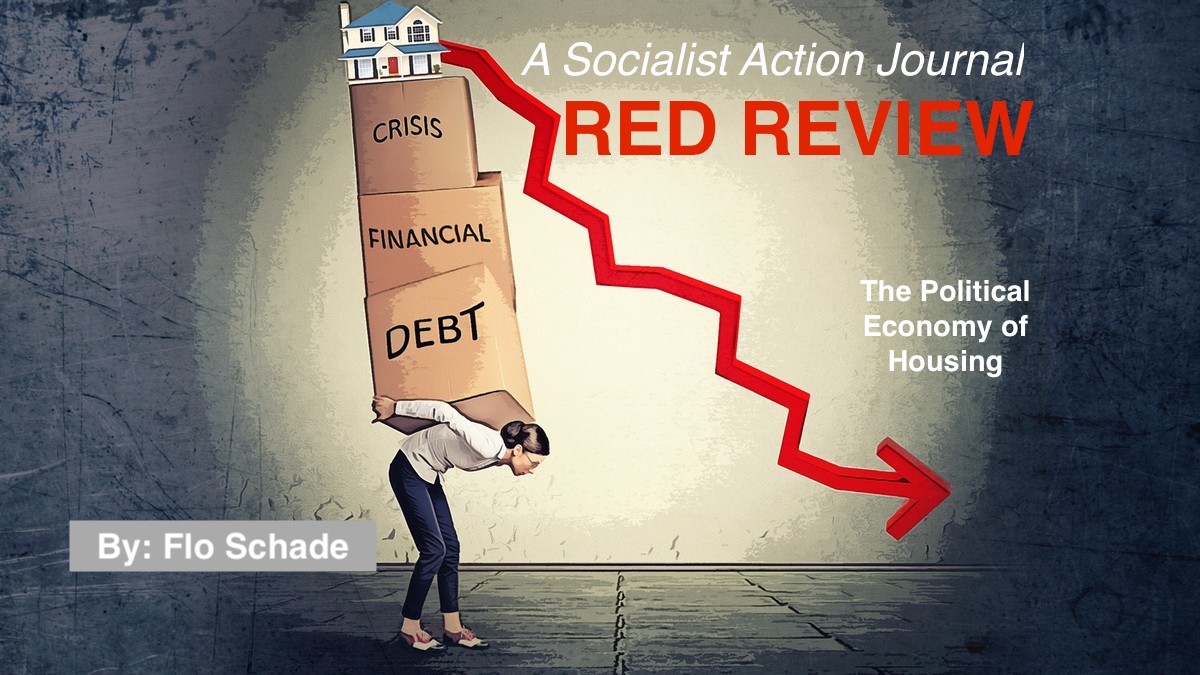 A Socialist Action Journal
RED REVIEW
CRISIS
FINANCIAL
DEBT
The Political
Economy of
Housing
By: Flo Schade